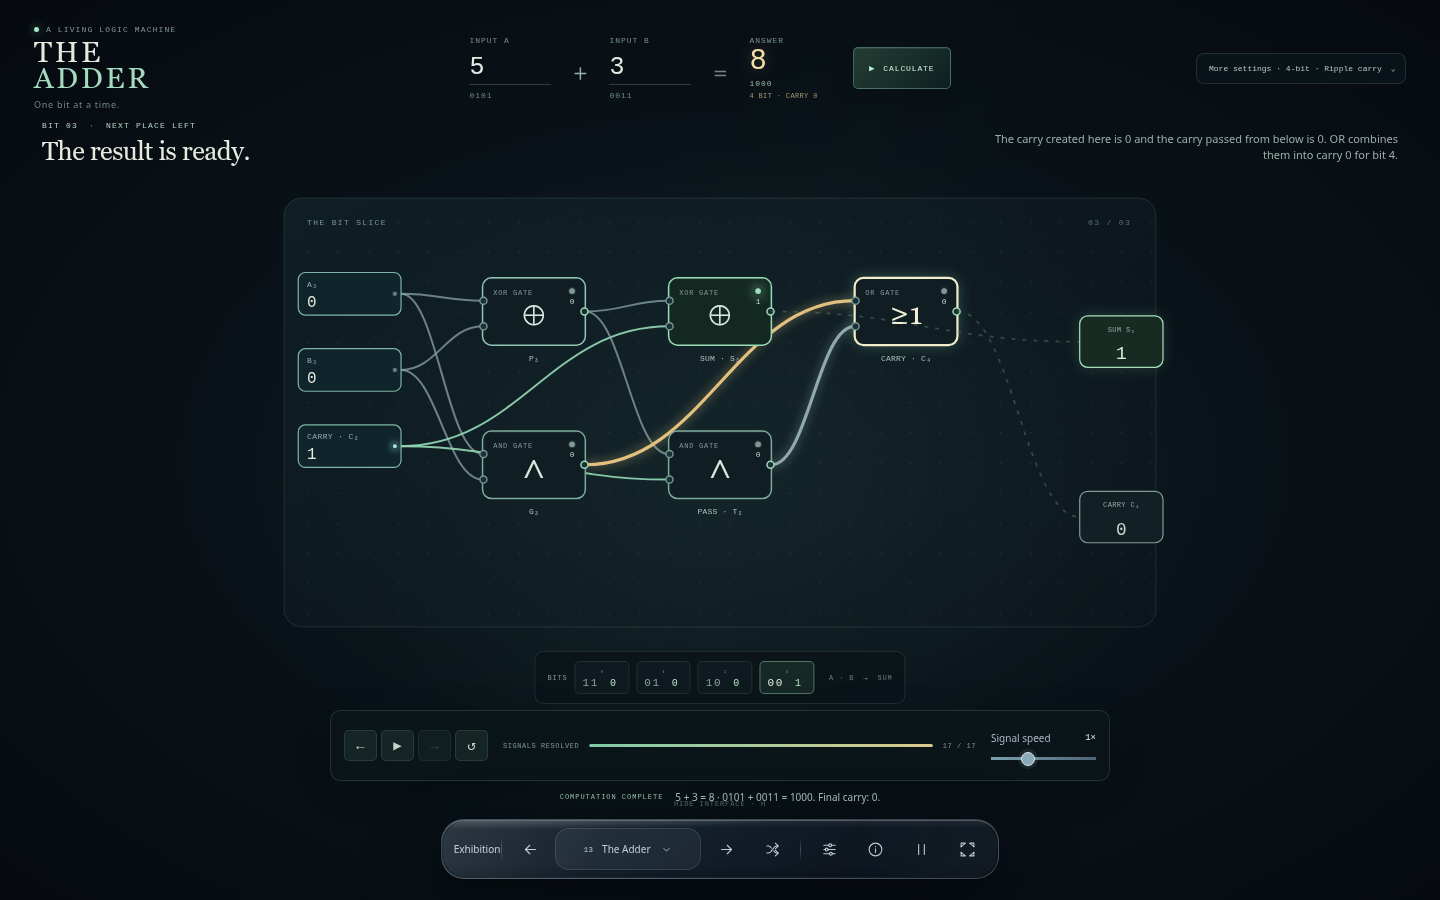 A LIVING LOGIC MACHINE
THE
ADDER
One bit at a time.
INPUT A
5
0101
+
INPUT B
3
0011
=
ANSWER
8
1000
4 BIT · CARRY 0
▶ CALCULATE
More settings · 4-bit · Ripple carry
BIT 03 · NEXT PLACE LEFT
The result is ready.
The carry created here is 0 and the carry passed from below is 0. OR combines
them into carry 0 for bit 4.
THE BIT SLICE
03 / 03
A₃
0
B₃
0
CARRY · C₃
1
XOR GATE
0
⊕
P₃
XOR GATE
1
⊕
SUM · S₃
OR GATE
0
≥1
CARRY · C₄
AND GATE
0
∧
G₃
AND GATE
0
∧
PASS · T₃
SUM S₃
1
CARRY C₄
0
BITS
11 0
01 0
10 0
00 1
A · B → SUM
← ▶ → ↺
SIGNALS RESOLVED
17 / 17
Signal speed
1×
COMPUTATION COMPLETE 5 + 3 = 8 · 0101 + 0011 = 1000. Final carry: 0.
HIDE INTERFACE · H
Exhibition
13 The Adder